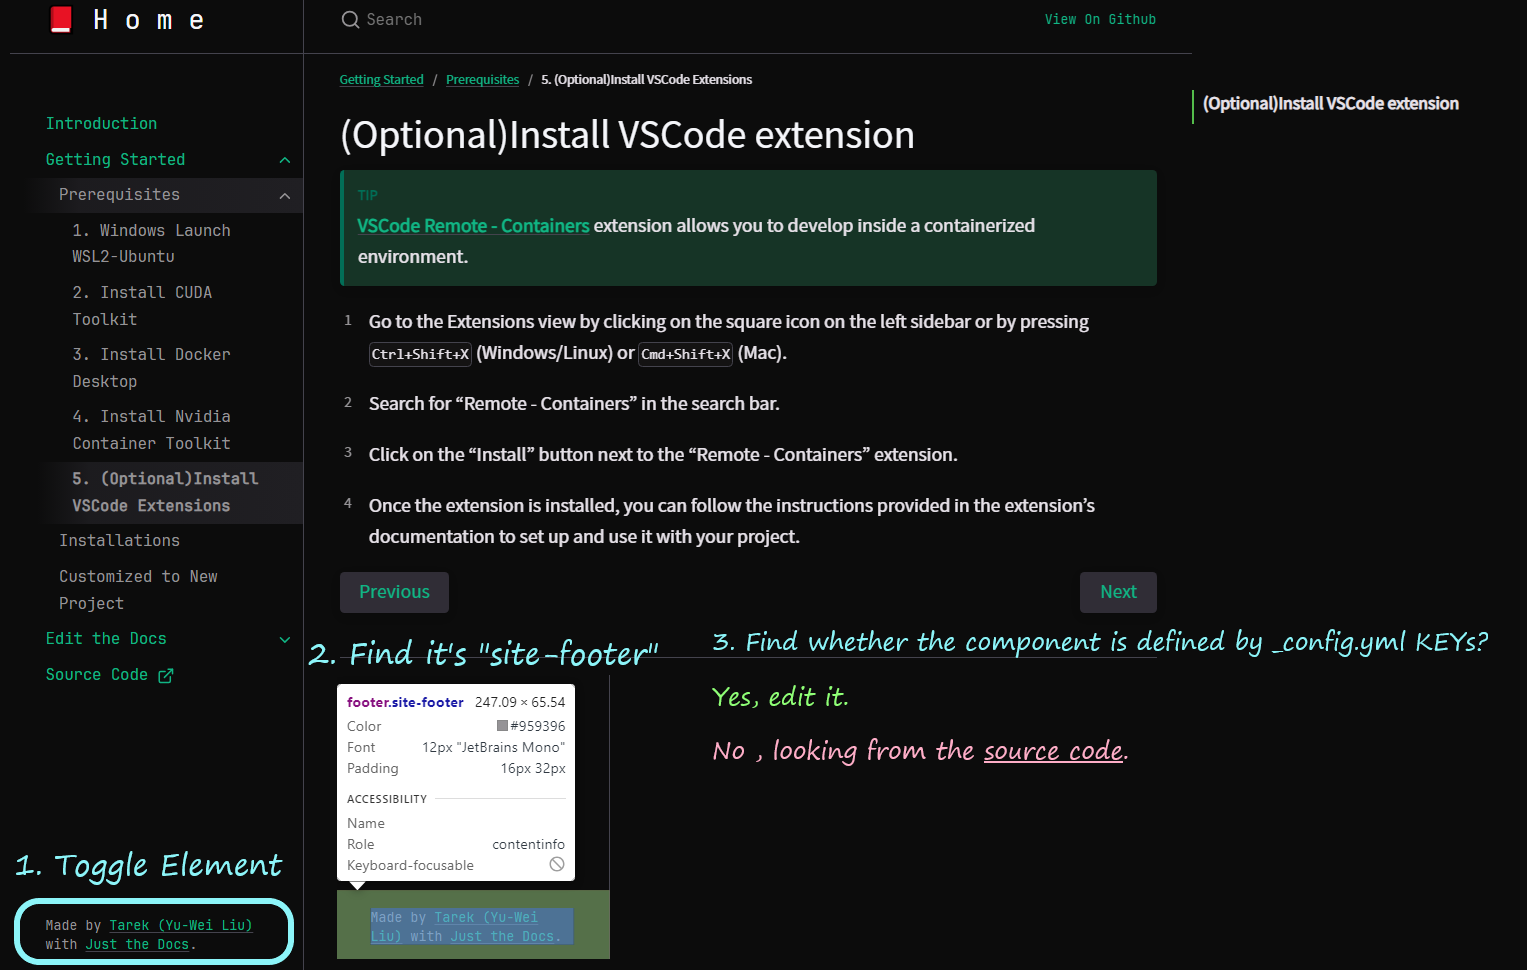 Home
Search
View On Github
Introduction
Getting Started
Prerequisites
1. Windows Launch
WSL2-Ubuntu
2. Install CUDA
Toolkit
3. Install Docker
Desktop
4. Install Nvidia
Container Toolkit
5. (Optional)Install
VSCode Extensions
Installations
Customized to New
Project
Edit the Docs
Source Code
1. Toggle Element
Made by Tarek (Yu-Wei Liu)
with Just the Docs.
Getting Started / Prerequisites / 5. (Optional)Install VSCode Extensions
(Optional)Install VSCode extension
TIP
VSCode Remote - Containers extension allows you to develop inside a containerized
environment.
1 Go to the Extensions view by clicking on the square icon on the left sidebar or by pressing
Ctrl+Shift+X (Windows/Linux) or Cmd+Shift+X (Mac).
2 Search for “Remote - Containers” in the search bar.
3 Click on the “Install” button next to the “Remote - Containers” extension.
4 Once the extension is installed, you can follow the instructions provided in the extension’s
documentation to set up and use it with your project.
Previous
Next
2. Find it's "site-footer"
footer.site-footer 247.09 × 65.54
Color #959396
Font 12px "JetBrains Mono"
Padding 16px 32px
ACCESSIBILITY
Name
Role contentinfo
Keyboard-focusable
Made by Tarek (Yu-Wei
Liu) with Just the Docs.
3. Find whether the component is defined by _config.yml KEYs?
Yes, edit it.
No , looking from the source code.
(Optional)Install VSCode extension